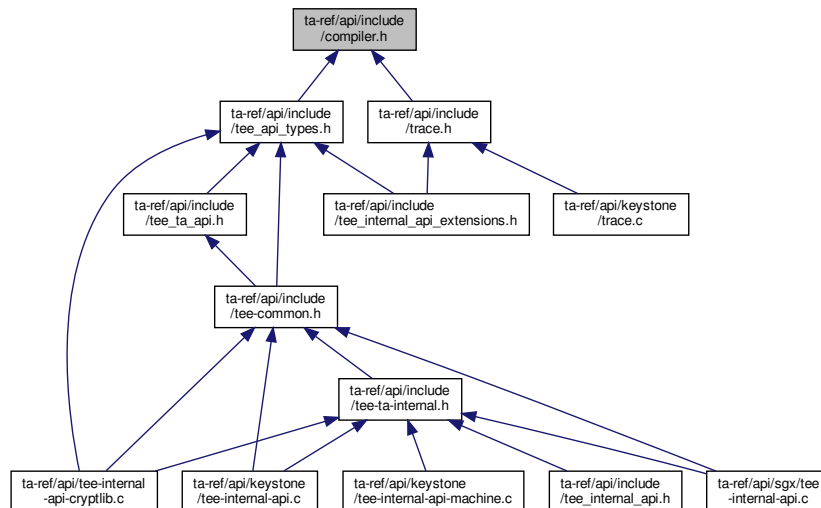 ta-ref/api/include
/compiler.h
ta-ref/api/include
/tee_api_types.h
ta-ref/api/include
/trace.h
ta-ref/api/include
/tee_ta_api.h
ta-ref/api/include
/tee_internal_api_extensions.h
ta-ref/api/keystone
/trace.c
ta-ref/api/include
/tee-common.h
ta-ref/api/include
/tee-ta-internal.h
ta-ref/api/tee-internal
-api-cryptlib.c
ta-ref/api/keystone
/tee-internal-api.c
ta-ref/api/keystone
/tee-internal-api-machine.c
ta-ref/api/include
/tee_internal_api.h
ta-ref/api/sgx/tee
-internal-api.c